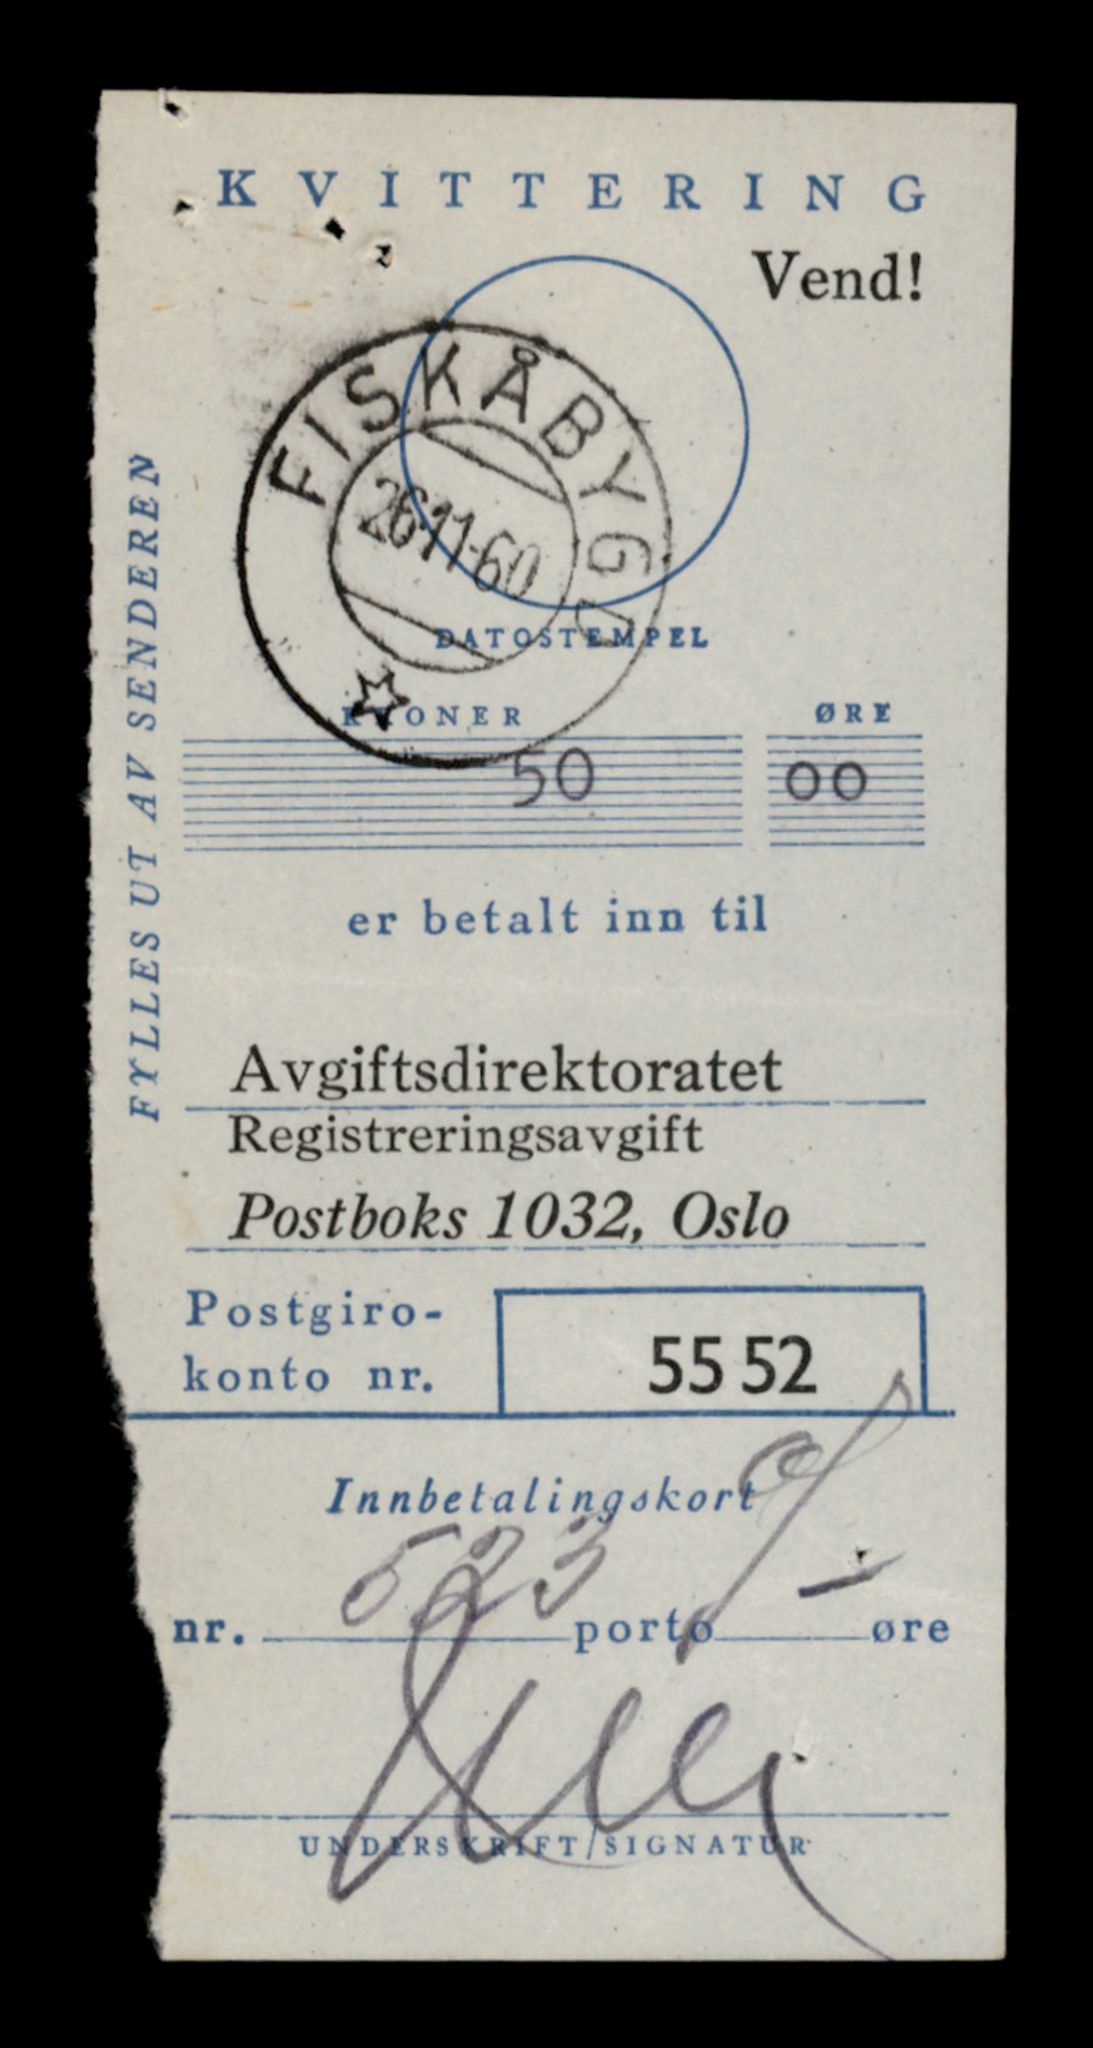 KVITTERING
Vend!
FISKÅBYGD
26.11.60
DATOSTEMPEL
FYLLES UT AV SENDEREN
KRONER ØRE
50 00
er betalt inn til
Avgiftsdirektoratet
Registreringsavgift
Postboks 1032, Oslo
Postgiro-
konto nr. 55 52
Innbetalingskort
nr. 523 porto — øre
UNDERSKRIFT/SIGNATUR